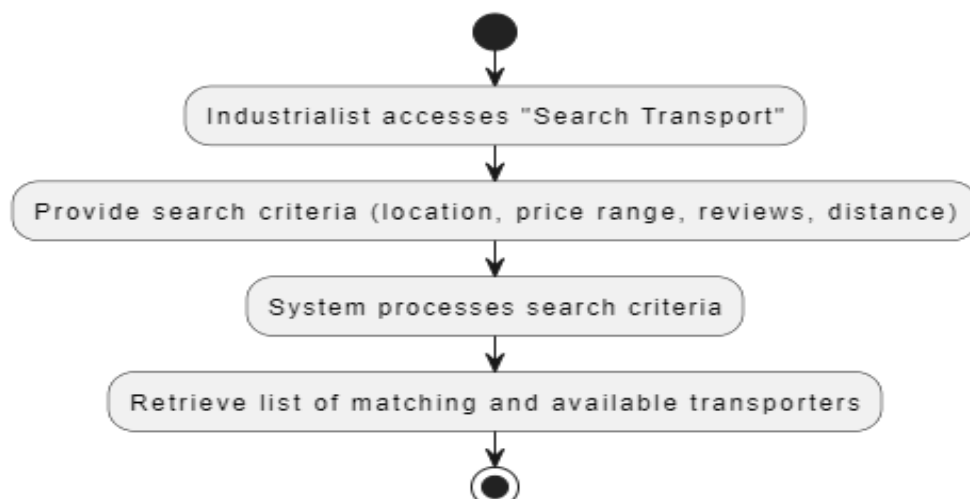 Industrialist accesses "Search Transport"
Provide search criteria (location, price range, reviews, distance)
System processes search criteria
Retrieve list of matching and available transporters